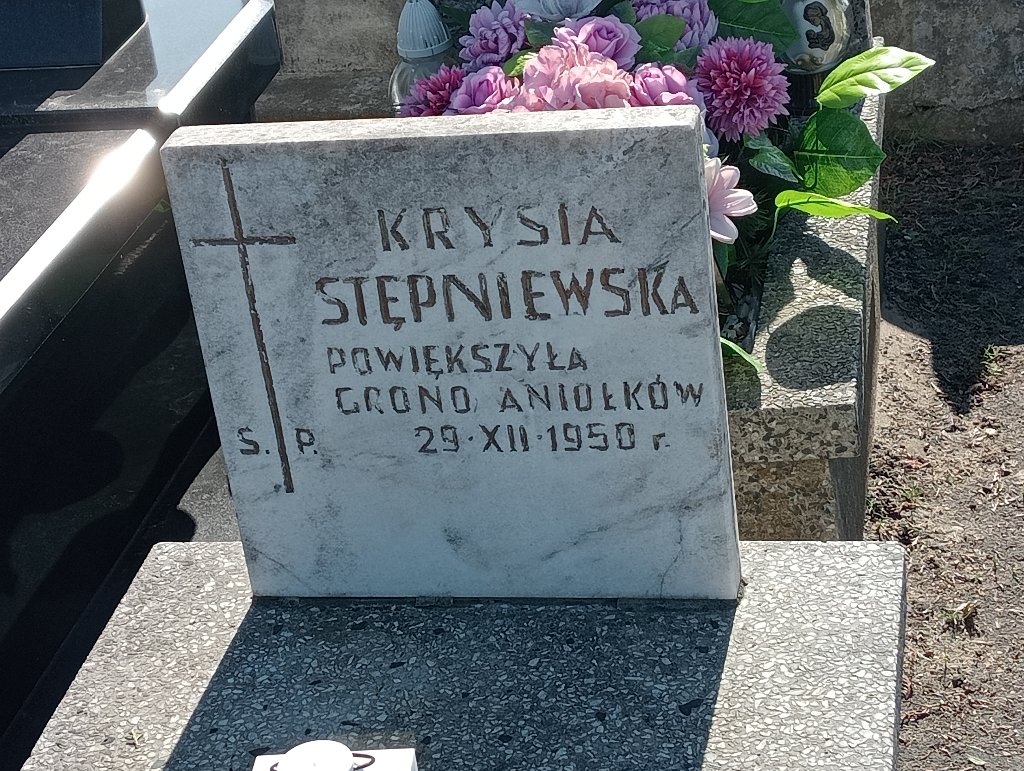 KRYSIA
STĘPNIEWSKA
POWIĘKSZYŁA
GRONO ANIOŁKÓW
Ś. P. 29·XII·1950 r.